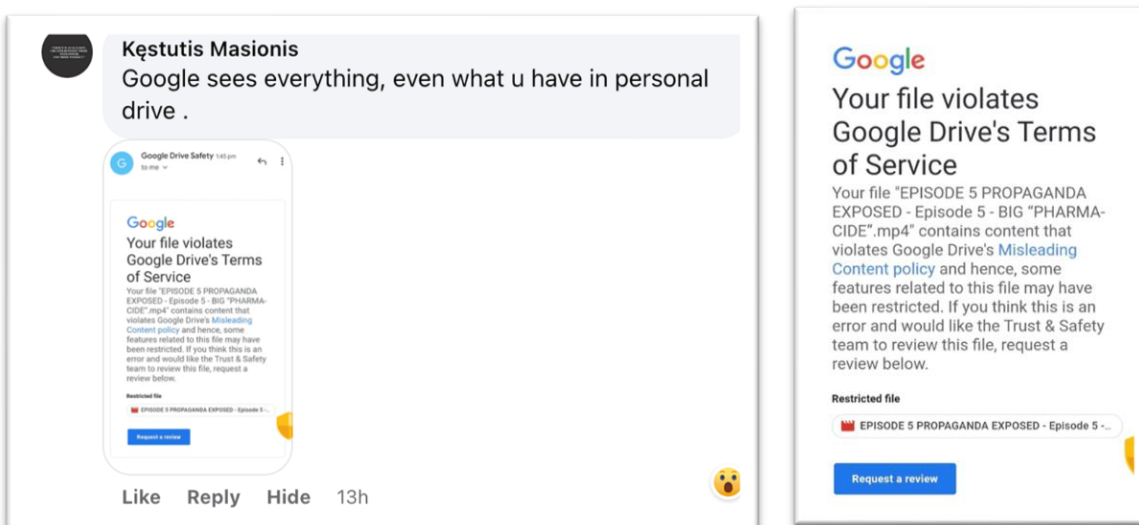 Kęstutis Masionis
Google sees everything, even what u have in personal
drive .
G
Google Drive Safety 1:45 pm
to me
Google
Your file violates
Google Drive's Terms
of Service
Your file "EPISODE 5 PROPAGANDA
EXPOSED - Episode 5 - BIG "PHARMA-
CIDE".mp4" contains content that
violates Google Drive's Misleading
Content policy and hence, some
features related to this file may have
been restricted. If you think this is an
error and would like the Trust & Safety
team to review this file, request a
review below.
Restricted file
EPISODE 5 PROPAGANDA EXPOSED - Episode 5 -...
Request a review
Like Reply Hide 13h
Google
Your file violates
Google Drive's Terms
of Service
Your file "EPISODE 5 PROPAGANDA
EXPOSED - Episode 5 - BIG "PHARMA-
CIDE".mp4" contains content that
violates Google Drive's Misleading
Content policy and hence, some
features related to this file may have
been restricted. If you think this is an
error and would like the Trust & Safety
team to review this file, request a
review below.
Restricted file
EPISODE 5 PROPAGANDA EXPOSED - Episode 5 -...
Request a review